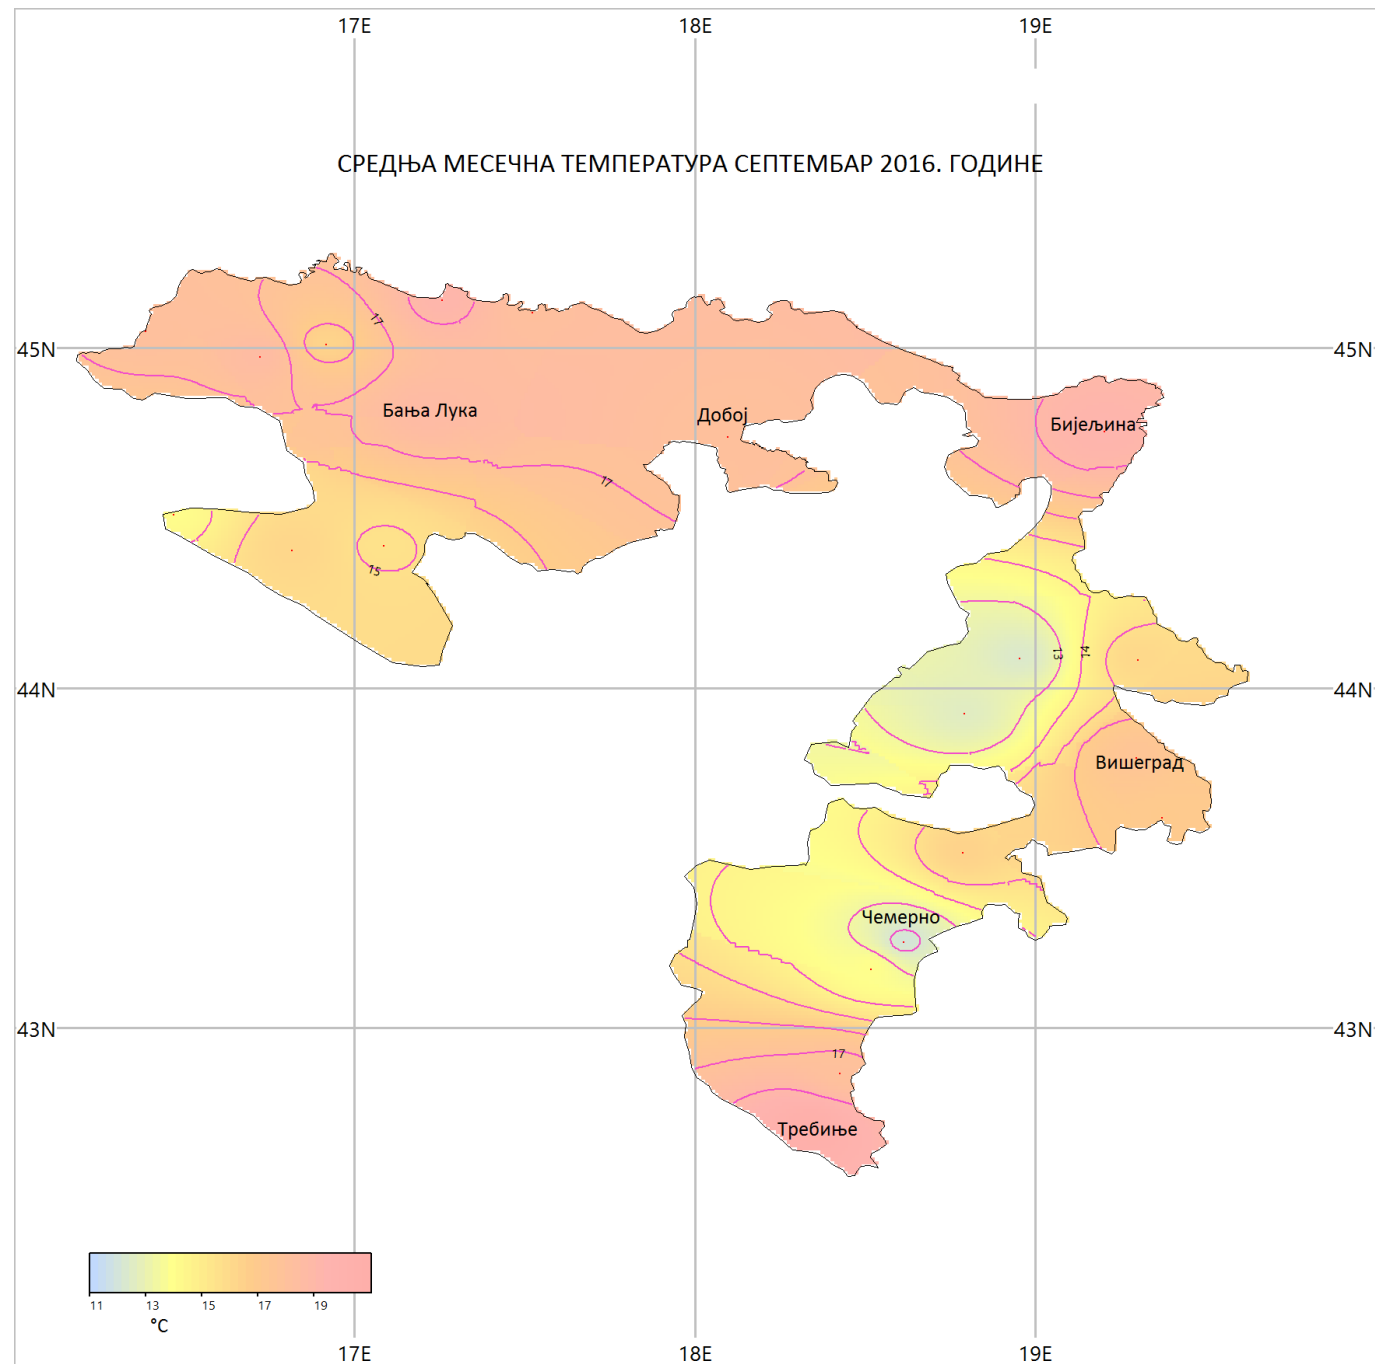 17E 18E 19E
СРЕДЊА МЕСЕЧНА ТЕМПЕРАТУРА СЕПТЕМБАР 2016. ГОДИНЕ
17
45N 45N
Бања Лука
Добој
Бијељина
17
15
13
14
44N 44N
Вишеград
Чемерно
43N 43N
17
Требиње
11 13 15 17 19
°C
17E 18E 19E